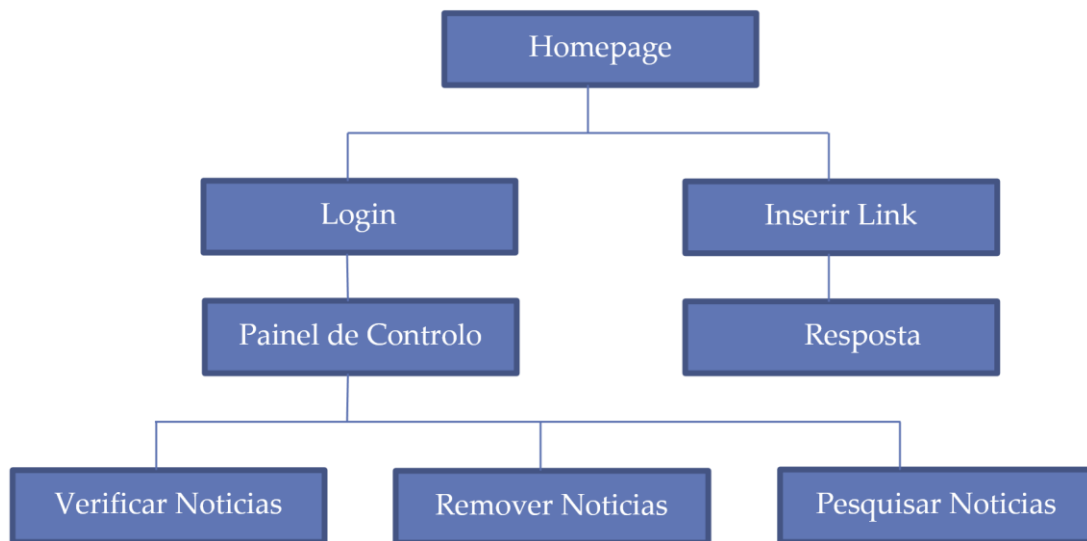 Homepage
Login
Inserir Link
Painel de Controlo
Resposta
Verificar Noticias
Remover Noticias
Pesquisar Noticias